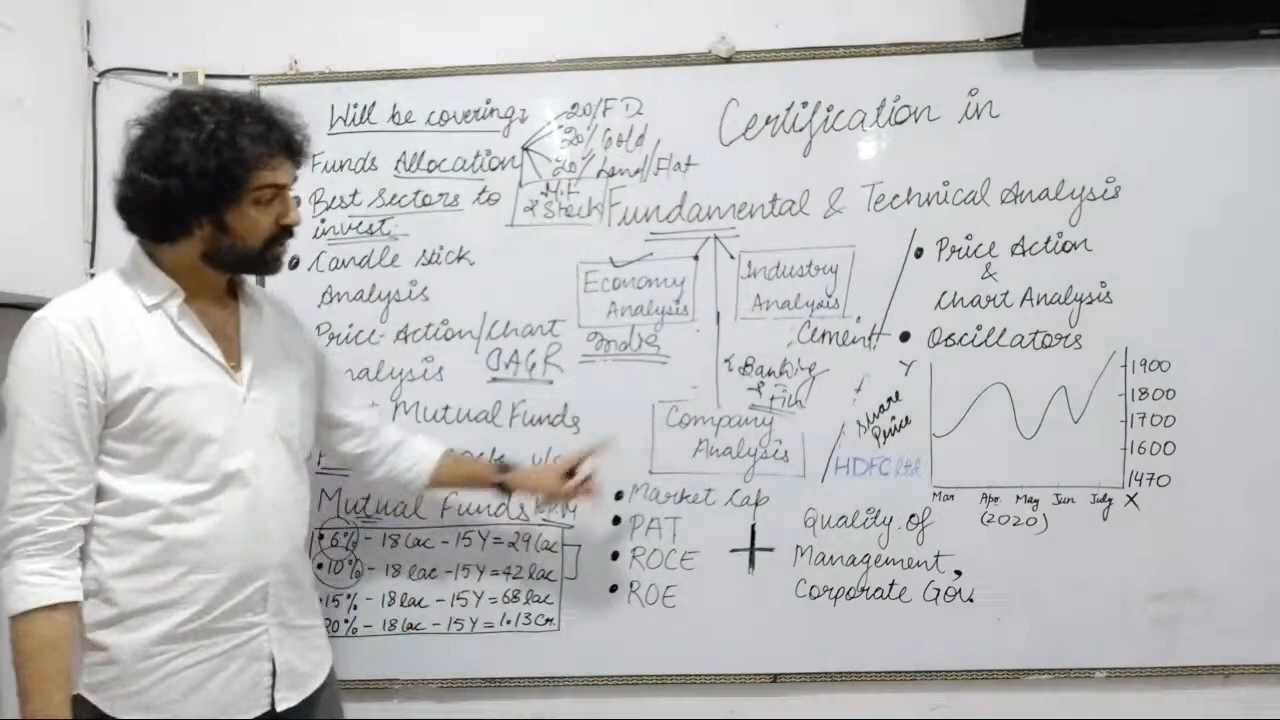 Will be covering:
20/FD
20% Gold
20% Land/Flat
M.F
& Stock
Funds Allocation
Best Sectors to
invest:
Candle stick
Analysis
Price-Action/Chart
nalysis
CAGR
Mutual Funds
Mutual Funds
6% - 18 lac - 15Y = 29 lac
10% - 18 lac - 15Y = 42 lac
15% - 18 lac - 15Y = 68 lac
20% - 18 lac - 15Y = 1.13 Cr.
Certification in
Fundamental & Technical Analysis
Economy
Analysis
India
Industry
Analysis
Cement
Banking
& Fin
Company
Analysis
Market Cap
PAT
ROCE
ROE
+
Quality of
Management,
Corporate Gov.
Price Action
&
Chart Analysis
Oscillators
Y
Share
Price
HDFC ltd
1900
1800
1700
1600
1470
Mar Apr. May Jun July X
(2020)